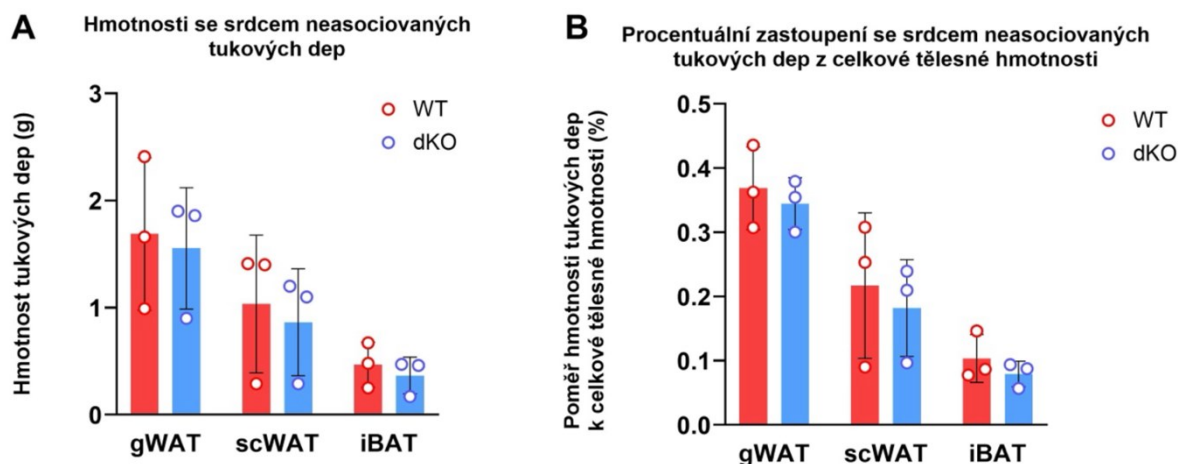 A
Hmotnosti se srdcem neasociovaných
tukových dep
Hmotnost tukových dep (g)
3
2
1
0
WT
dKO
gWAT
scWAT
iBAT
B
Procentuální zastoupení se srdcem neasociovaných
tukových dep z celkové tělesné hmotnosti
Poměr hmotnosti tukových dep
k celkové tělesné hmotnosti (%)
0.5
0.4
0.3
0.2
0.1
0.0
WT
dKO
gWAT
scWAT
iBAT